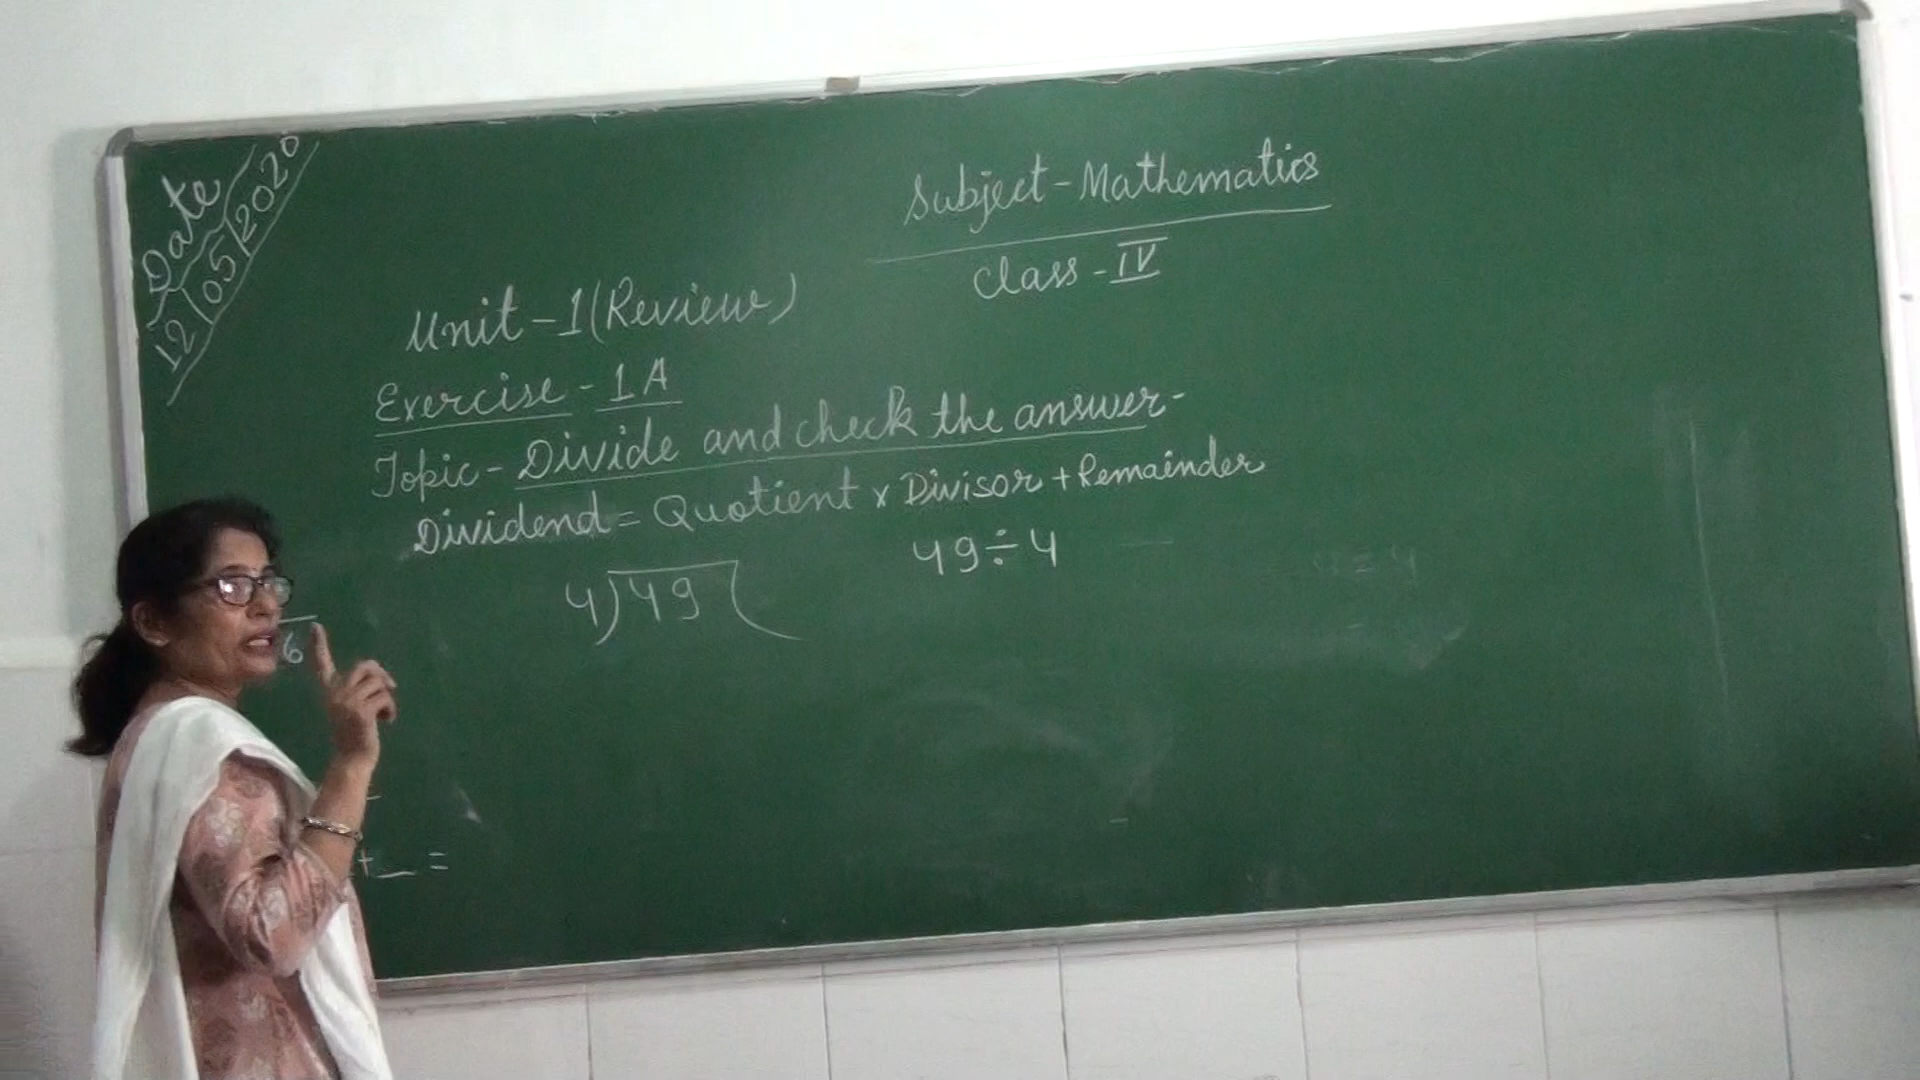 Date
12/05/2020
Subject-Mathematics
Class-IV
Unit-1(Review)
Exercise-1A
Topic-Divide and check the answer-
Dividend=Quotient x Divisor+Remainder
49÷4
4)49(
6
+_=